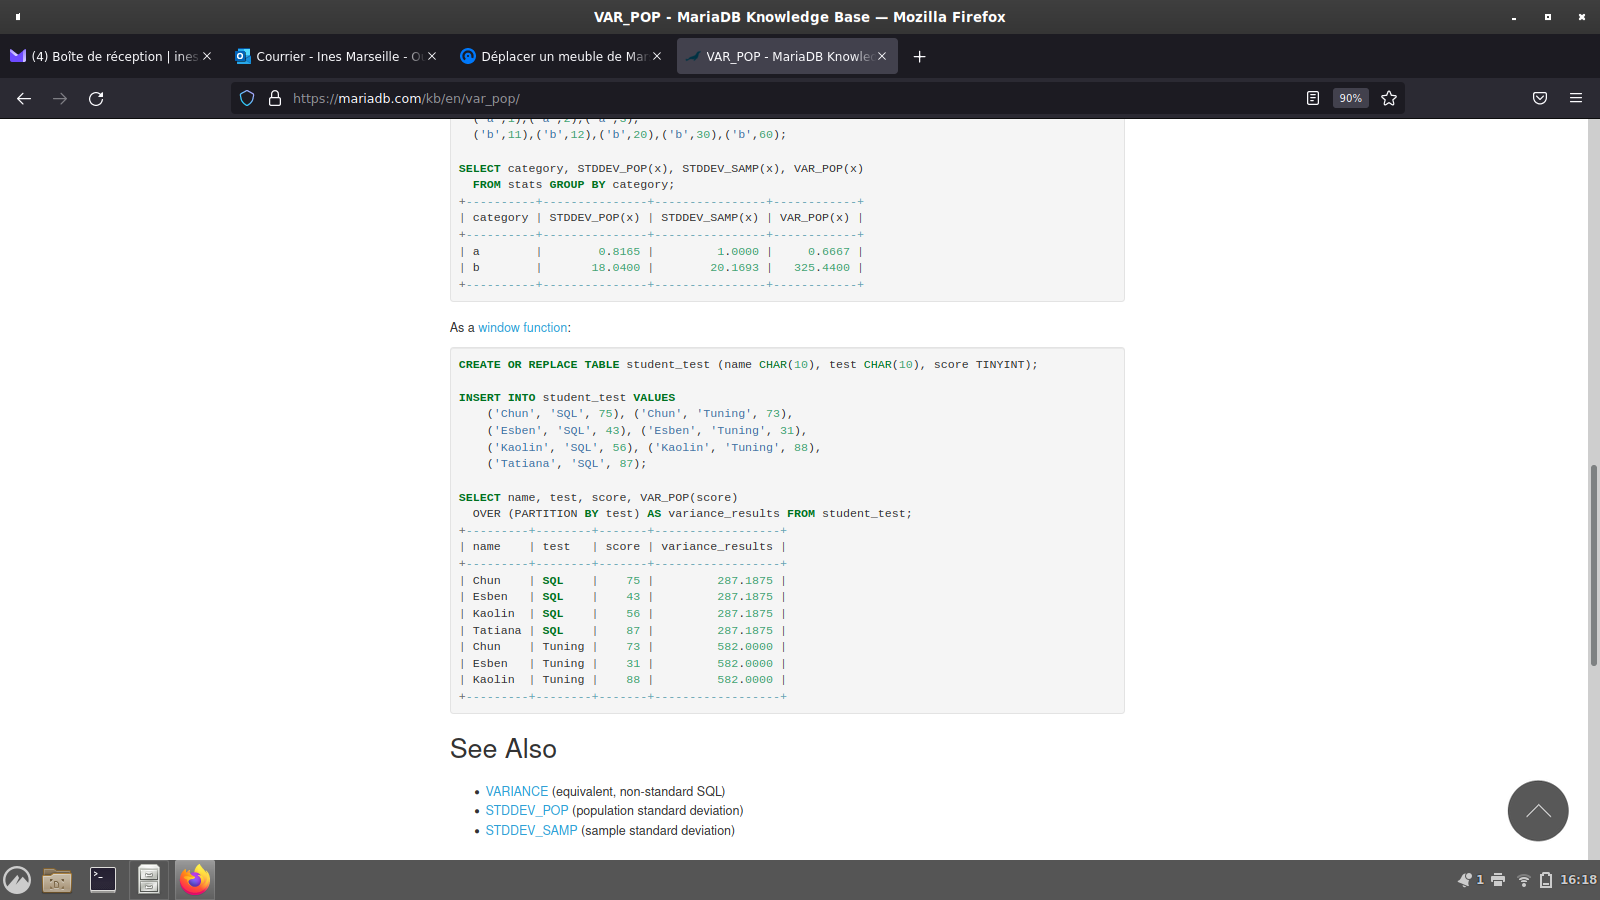 VAR_POP - MariaDB Knowledge Base — Mozilla Firefox
(4) Boîte de réception | ines
Courrier - Ines Marseille - O
Déplacer un meuble de Mar
VAR_POP - MariaDB Knowled
https://mariadb.com/kb/en/var_pop/
90%
('a',1),('a',2),('a',3),
('b',11),('b',12),('b',20),('b',30),('b',60);
SELECT category, STDDEV_POP(x), STDDEV_SAMP(x), VAR_POP(x)
FROM stats GROUP BY category;
+----------+---------------+----------------+------------+
| category | STDDEV_POP(x) | STDDEV_SAMP(x) | VAR_POP(x) |
+----------+---------------+----------------+------------+
| a        |        0.8165 |         1.0000 |     0.6667 |
| b        |       18.0400 |        20.1693 |   325.4400 |
+----------+---------------+----------------+------------+
As a window function:
CREATE OR REPLACE TABLE student_test (name CHAR(10), test CHAR(10), score TINYINT);
INSERT INTO student_test VALUES
('Chun', 'SQL', 75), ('Chun', 'Tuning', 73),
('Esben', 'SQL', 43), ('Esben', 'Tuning', 31),
('Kaolin', 'SQL', 56), ('Kaolin', 'Tuning', 88),
('Tatiana', 'SQL', 87);
SELECT name, test, score, VAR_POP(score)
OVER (PARTITION BY test) AS variance_results FROM student_test;
+---------+--------+-------+------------------+
| name    | test   | score | variance_results |
+---------+--------+-------+------------------+
| Chun    | SQL    |    75 |         287.1875 |
| Esben   | SQL    |    43 |         287.1875 |
| Kaolin  | SQL    |    56 |         287.1875 |
| Tatiana | SQL    |    87 |         287.1875 |
| Chun    | Tuning |    73 |         582.0000 |
| Esben   | Tuning |    31 |         582.0000 |
| Kaolin  | Tuning |    88 |         582.0000 |
+---------+--------+-------+------------------+
See Also
• VARIANCE (equivalent, non-standard SQL)
• STDDEV_POP (population standard deviation)
• STDDEV_SAMP (sample standard deviation)
1
16:18